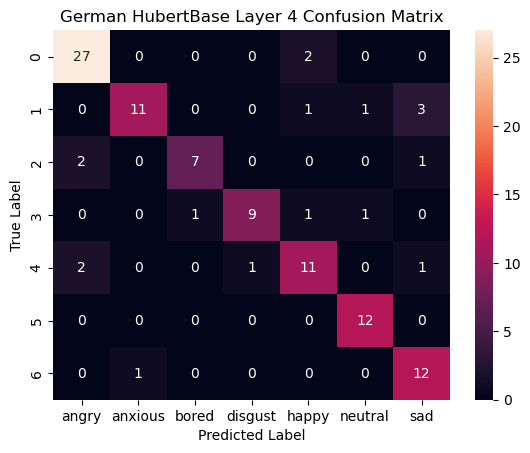 German HubertBase Layer 4 Confusion Matrix
True Label
0 27 0 0 0 2 0 0
1 0 11 0 0 1 1 3
2 2 0 7 0 0 0 1
3 0 0 1 9 1 1 0
4 2 0 0 1 11 0 1
5 0 0 0 0 0 12 0
6 0 1 0 0 0 0 12
angry anxious bored disgust happy neutral sad
Predicted Label
25
20
15
10
5
0